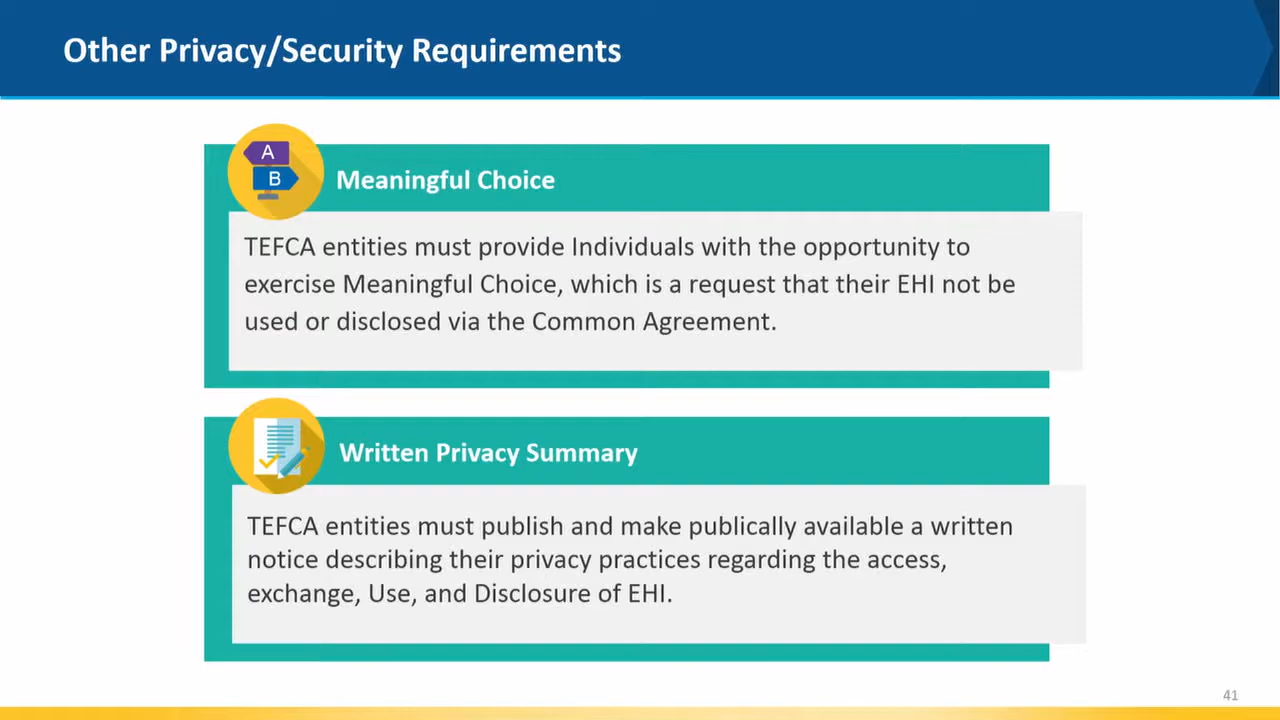 Other Privacy/Security Requirements
A
B
Meaningful Choice
TEFCA entities must provide Individuals with the opportunity to
exercise Meaningful Choice, which is a request that their EHI not be
used or disclosed via the Common Agreement.
Written Privacy Summary
TEFCA entities must publish and make publically available a written
notice describing their privacy practices regarding the access,
exchange, Use, and Disclosure of EHI.
41